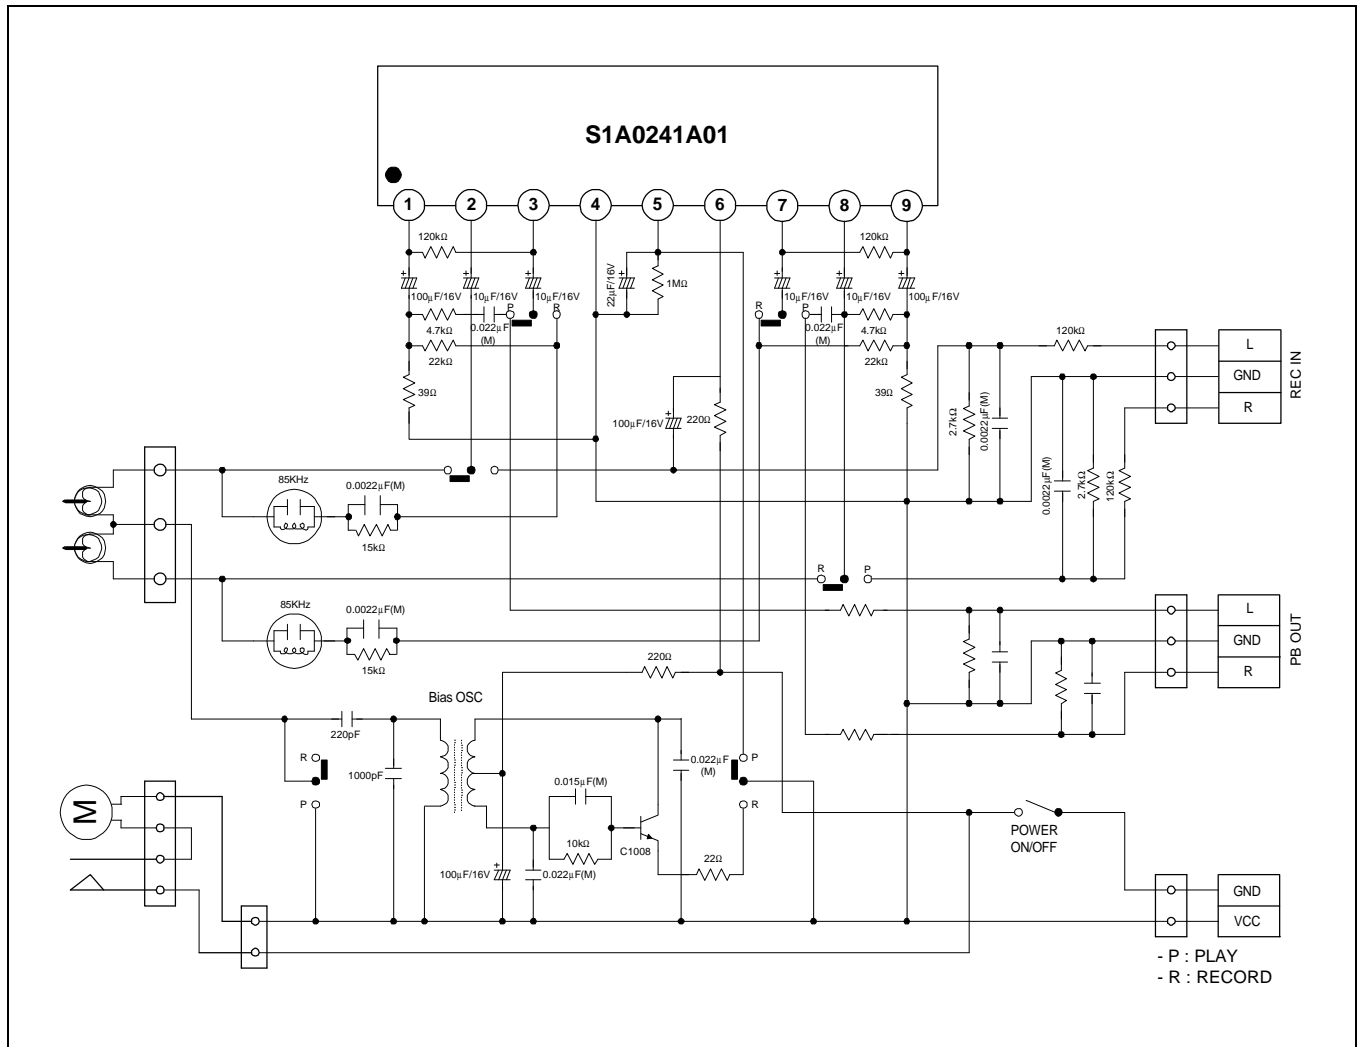 S1A0241A01
1 2 3 4 5 6 7 8 9
120kΩ
120kΩ
100µF/16V
10µF/16V
10µF/16V
22µF/16V
1MΩ
10µF/16V
10µF/16V
100µF/16V
P
R
R
P
0.022µF
(M)
0.022µF
(M)
4.7kΩ
4.7kΩ
22kΩ
22kΩ
120kΩ
39Ω
39Ω
100µF/16V
220Ω
2.7kΩ
0.0022µF(M)
0.0022µF(M)
2.7kΩ
120kΩ
L
GND
R
REC IN
85KHz
0.0022µF(M)
15kΩ
R
P
85KHz
0.0022µF(M)
15kΩ
L
GND
R
PB OUT
220Ω
Bias OSC
220pF
R
P
1000pF
0.015µF(M)
10kΩ
C1008
0.022µF
(M)
P
R
22Ω
100µF/16V
0.022µF(M)
M
POWER
ON/OFF
GND
VCC
- P : PLAY
- R : RECORD